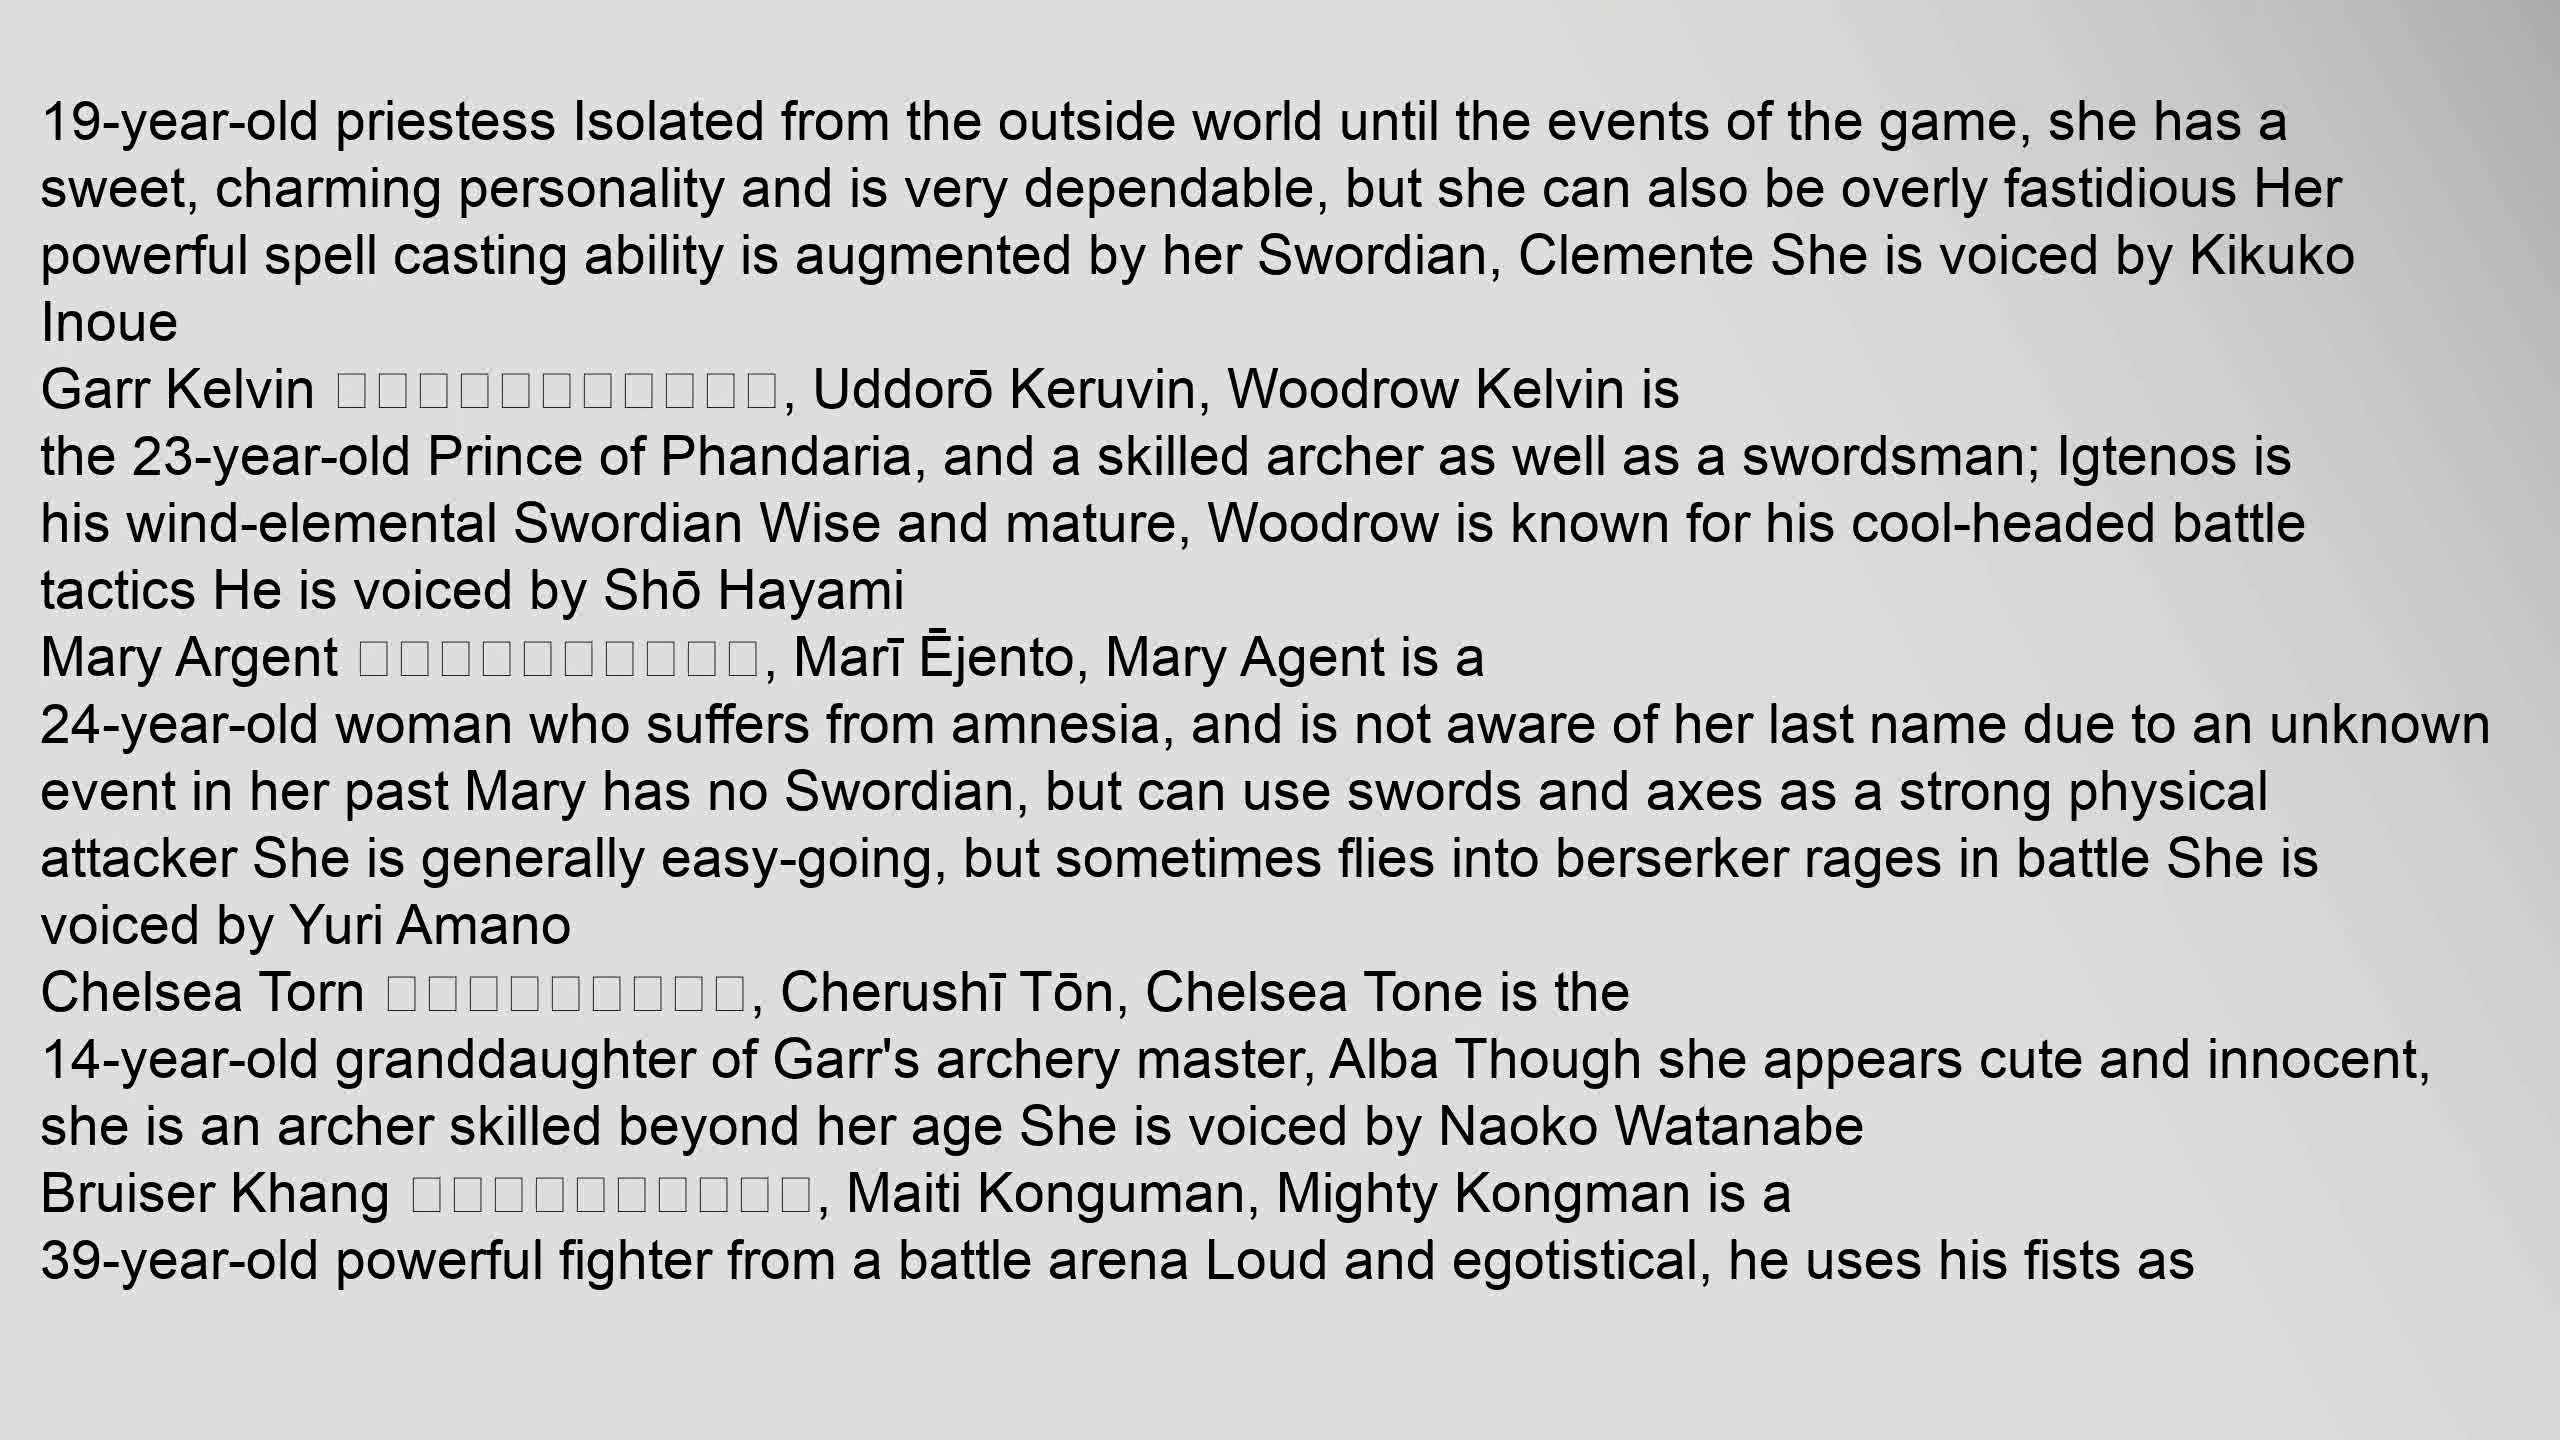 19-year-old priestess Isolated from the outside world until the events of the game, she has a
sweet, charming personality and is very dependable, but she can also be overly fastidious Her
powerful spell casting ability is augmented by her Swordian, Clemente She is voiced by Kikuko
Inoue
Garr Kelvin □□□□□□□□□□□, Uddorō Keruvin, Woodrow Kelvin is
the 23-year-old Prince of Phandaria, and a skilled archer as well as a swordsman; Igtenos is
his wind-elemental Swordian Wise and mature, Woodrow is known for his cool-headed battle
tactics He is voiced by Shō Hayami
Mary Argent □□□□□□□□□□, Marī Ējento, Mary Agent is a
24-year-old woman who suffers from amnesia, and is not aware of her last name due to an unknown
event in her past Mary has no Swordian, but can use swords and axes as a strong physical
attacker She is generally easy-going, but sometimes flies into berserker rages in battle She is
voiced by Yuri Amano
Chelsea Torn □□□□□□□□□, Cherushī Tōn, Chelsea Tone is the
14-year-old granddaughter of Garr's archery master, Alba Though she appears cute and innocent,
she is an archer skilled beyond her age She is voiced by Naoko Watanabe
Bruiser Khang □□□□□□□□□□, Maiti Konguman, Mighty Kongman is a
39-year-old powerful fighter from a battle arena Loud and egotistical, he uses his fists as